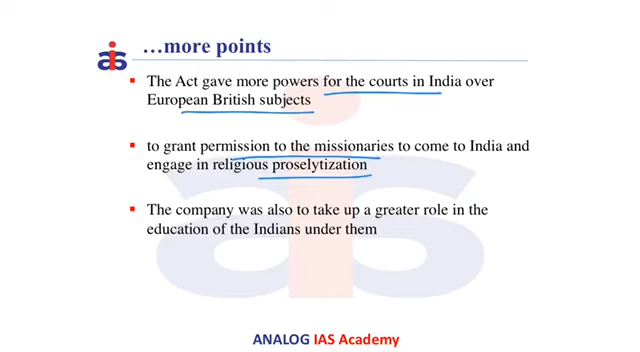 ais
…more points
The Act gave more powers for the courts in India over
European British subjects
to grant permission to the missionaries to come to India and
engage in religious proselytization
The company was also to take up a greater role in the
education of the Indians under them
ANALOG IAS Academy